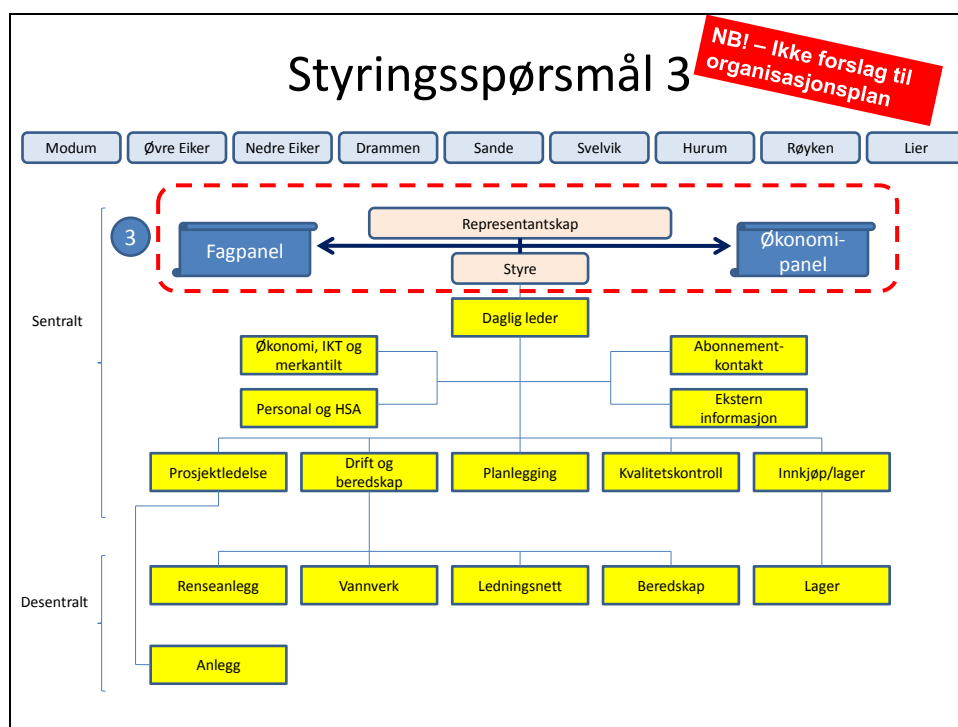 Styringsspørsmål 3
NB! – Ikke forslag til
organisasjonsplan
Modum
Øvre Eiker
Nedre Eiker
Drammen
Sande
Svelvik
Hurum
Røyken
Lier
3
Fagpanel
Representantskap
Økonomi-
panel
Styre
Sentralt
Daglig leder
Økonomi, IKT og
merkantilt
Abonnement-
kontakt
Personal og HSA
Ekstern
informasjon
Prosjektledelse
Drift og
beredskap
Planlegging
Kvalitetskontroll
Innkjøp/lager
Desentralt
Renseanlegg
Vannverk
Ledningsnett
Beredskap
Lager
Anlegg